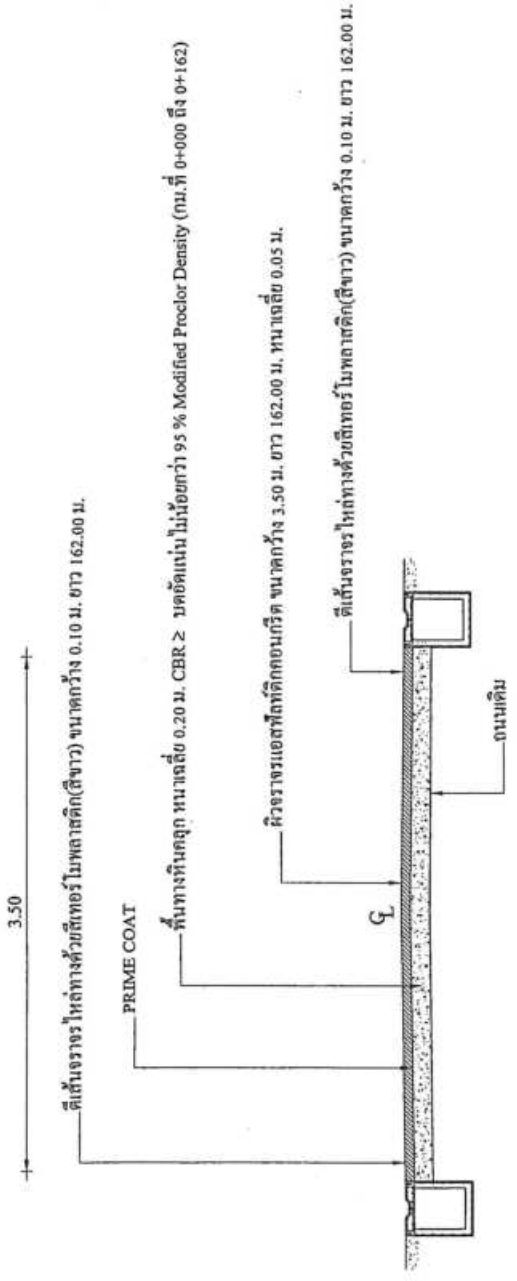 3.50
ตีเส้นจราจรไหล่ทางด้วยสีเทอร์โมพลาสติก(สีขาว) ขนาดกว้าง 0.10 ม. ยาว 162.00 ม.
PRIME COAT
พื้นทางหินคลุก หนาเฉลี่ย 0.20 ม. CBR ≥ บดอัดแน่นไม่น้อยกว่า 95 % Modified Proclor Density (กม.ที่ 0+000 ถึง 0+162)
ผิวจราจรแอสฟัลท์ติกคอนกรีต ขนาดกว้าง 3.50 ม. ยาว 162.00 ม. หนาเฉลี่ย 0.05 ม.
ตีเส้นจราจรไหล่ทางด้วยสีเทอร์โมพลาสติก(สีขาว) ขนาดกว้าง 0.10 ม. ยาว 162.00 ม.
CL
ถนนเดิม